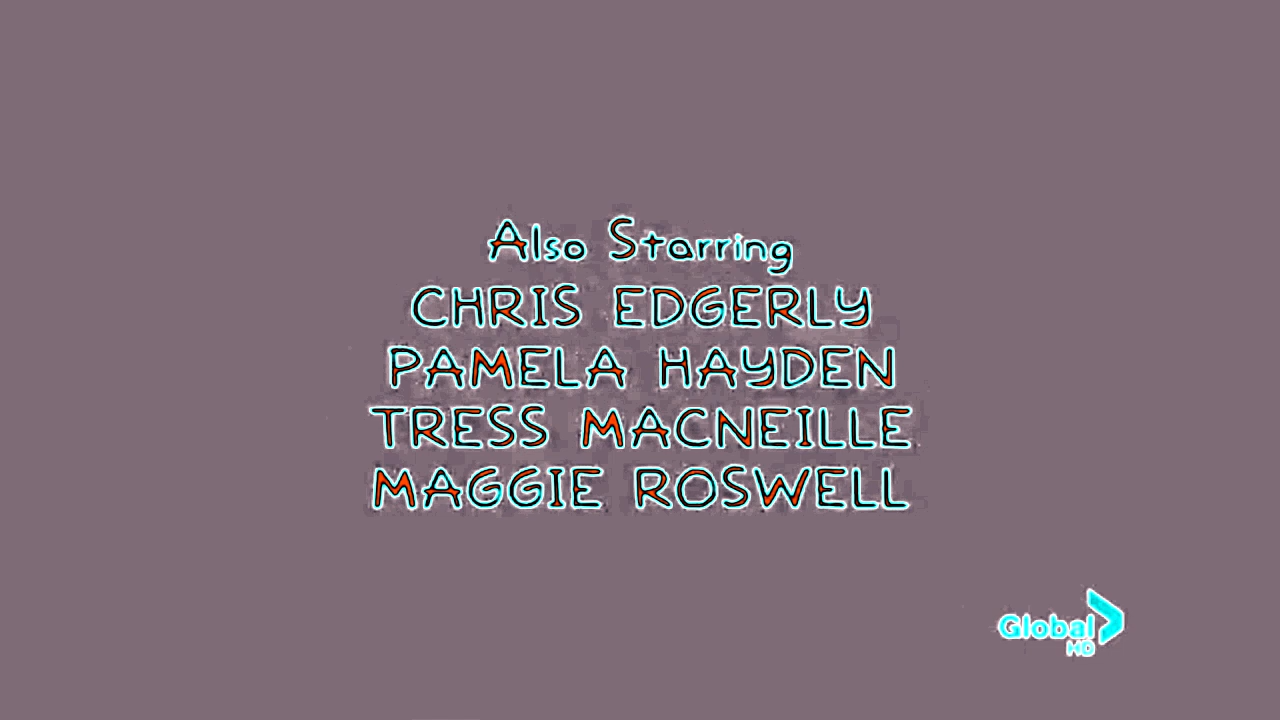 Also Starring
CHRIS EDGERLY
PAMELA HAYDEN
TRESS MACNEILLE
MAGGIE ROSWELL
Global
HD